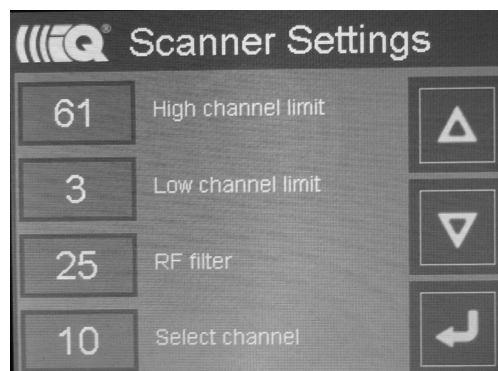 IQ® Scanner Settings
61 High channel limit
3 Low channel limit
25 RF filter
10 Select channel